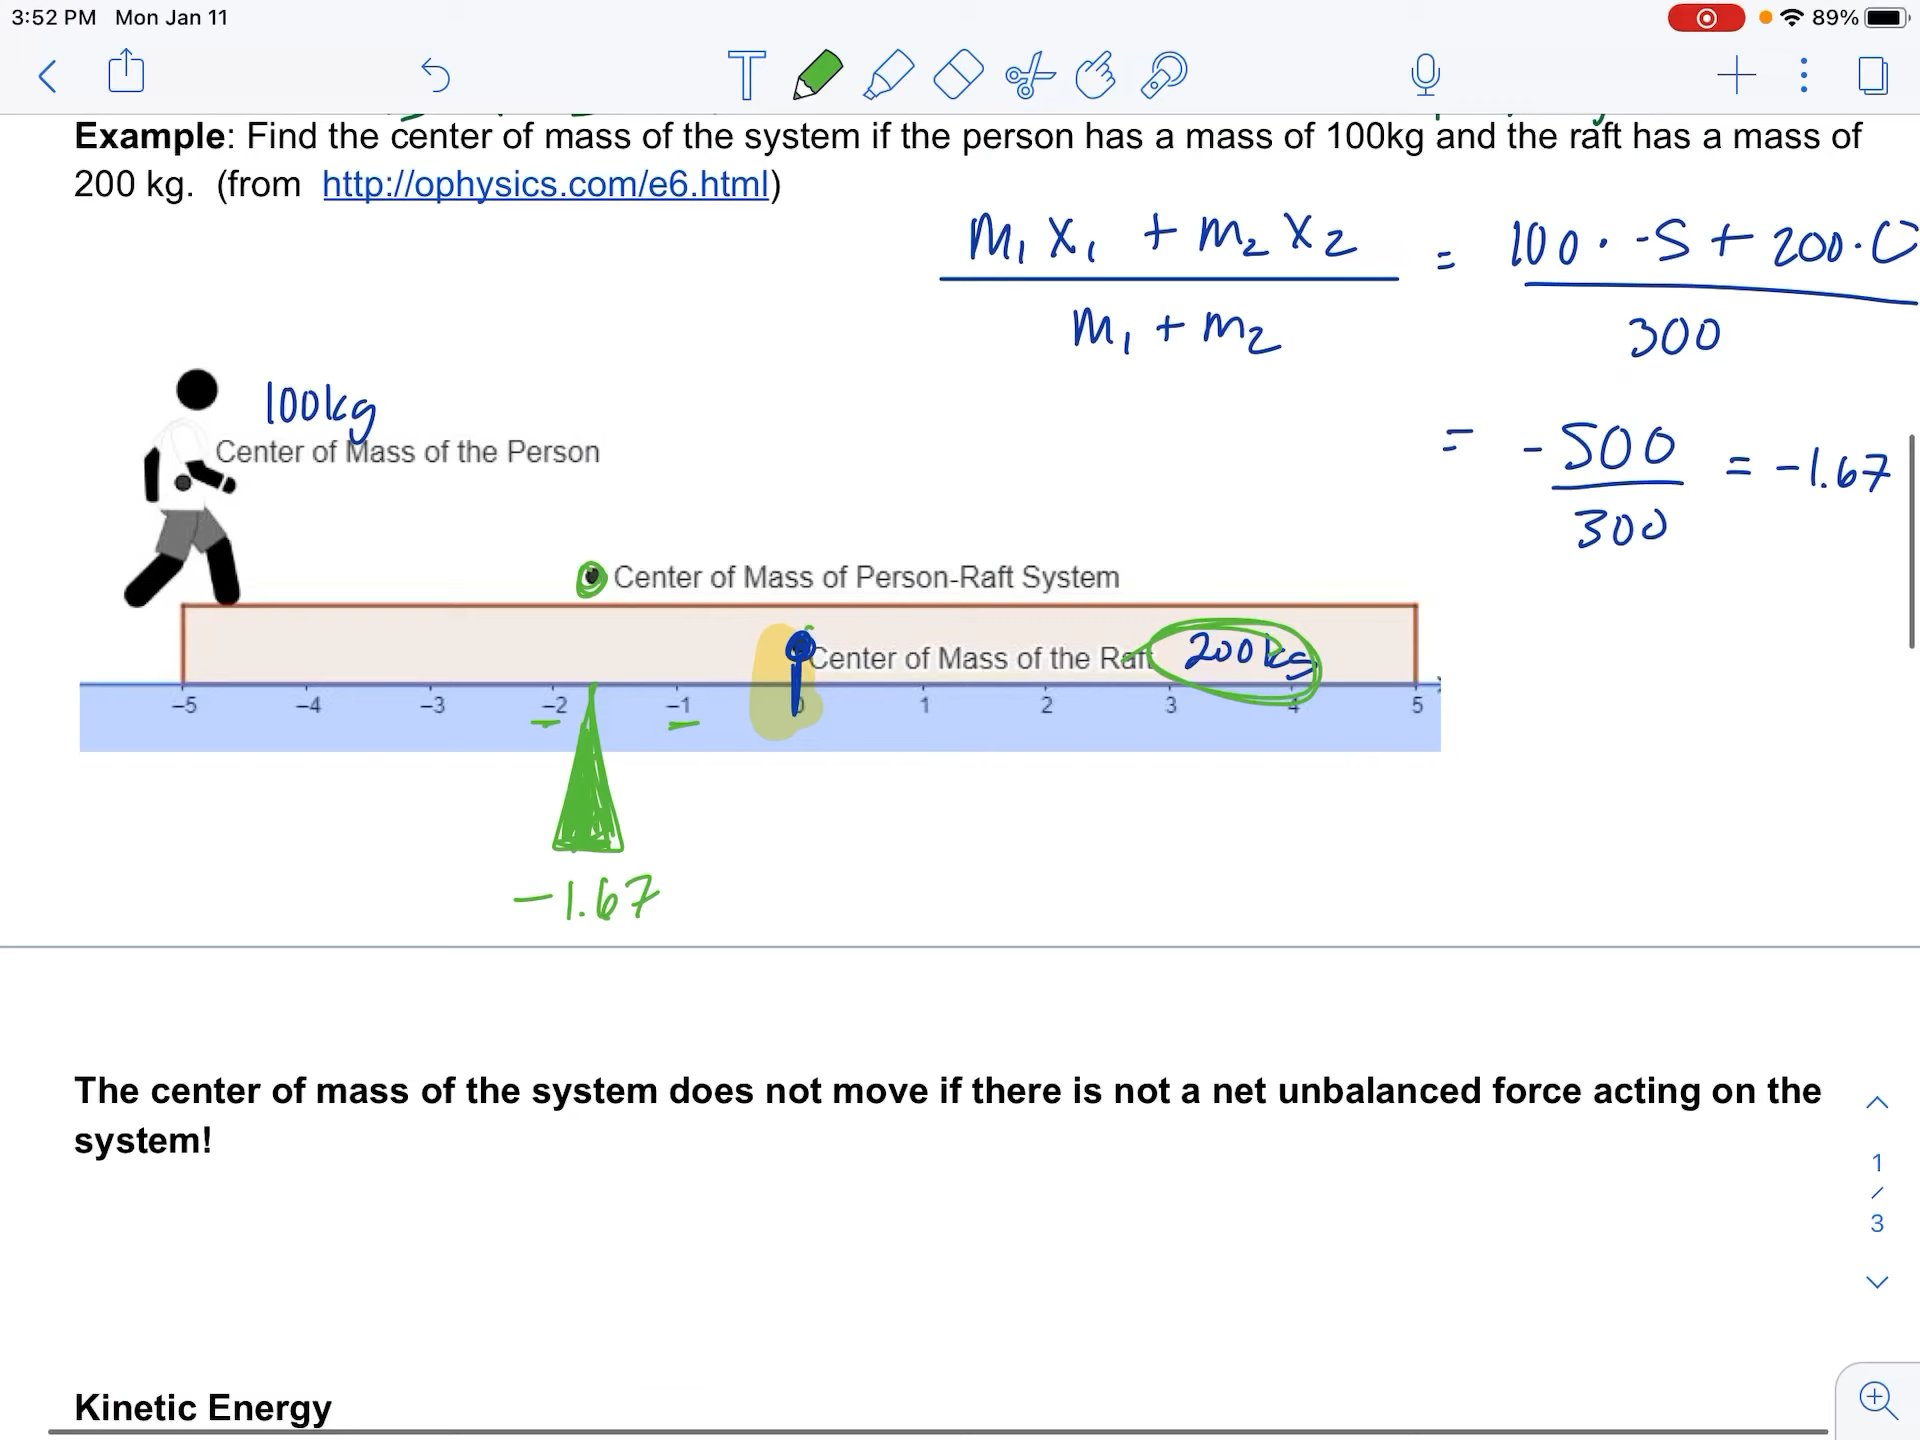 3:52 PM Mon Jan 11
89%
T
Example: Find the center of mass of the system if the person has a mass of 100kg and the raft has a mass of
200 kg. (from http://ophysics.com/e6.html)
m₁ x₁ + m₂ x₂ = 100 · -5 + 200 · 0
m₁ + m₂
300
100kg
Center of Mass of the Person
= -500 = -1.67
300
Center of Mass of Person-Raft System
Center of Mass of the Raft 200kg
–5 –4 –3 –2 –1 0 1 2 3 4 5
-1.67
The center of mass of the system does not move if there is not a net unbalanced force acting on the
system!
1
/
3
Kinetic Energy